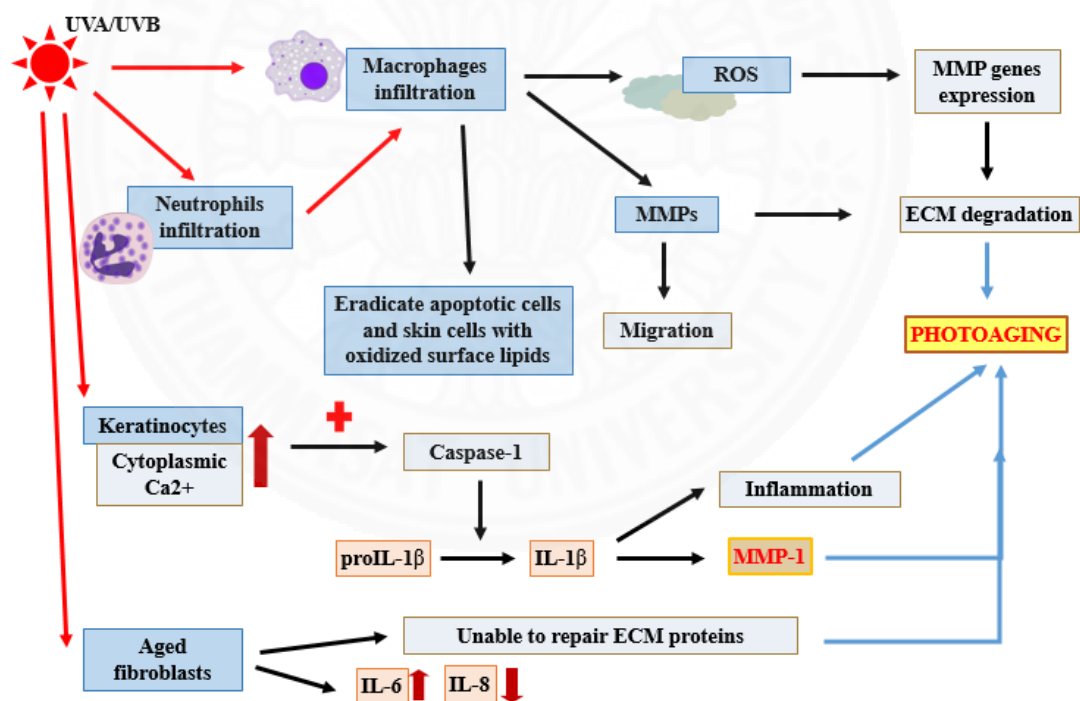 UVA/UVB
Macrophages
infiltration
ROS
MMP genes
expression
Neutrophils
infiltration
MMPs
ECM degradation
Eradicate apoptotic cells
and skin cells with
oxidized surface lipids
Migration
PHOTOAGING
Keratinocytes
Cytoplasmic
Ca2+
Caspase-1
Inflammation
proIL-1β
IL-1β
MMP-1
Aged
fibroblasts
Unable to repair ECM proteins
IL-6
IL-8
UNIVERSITY